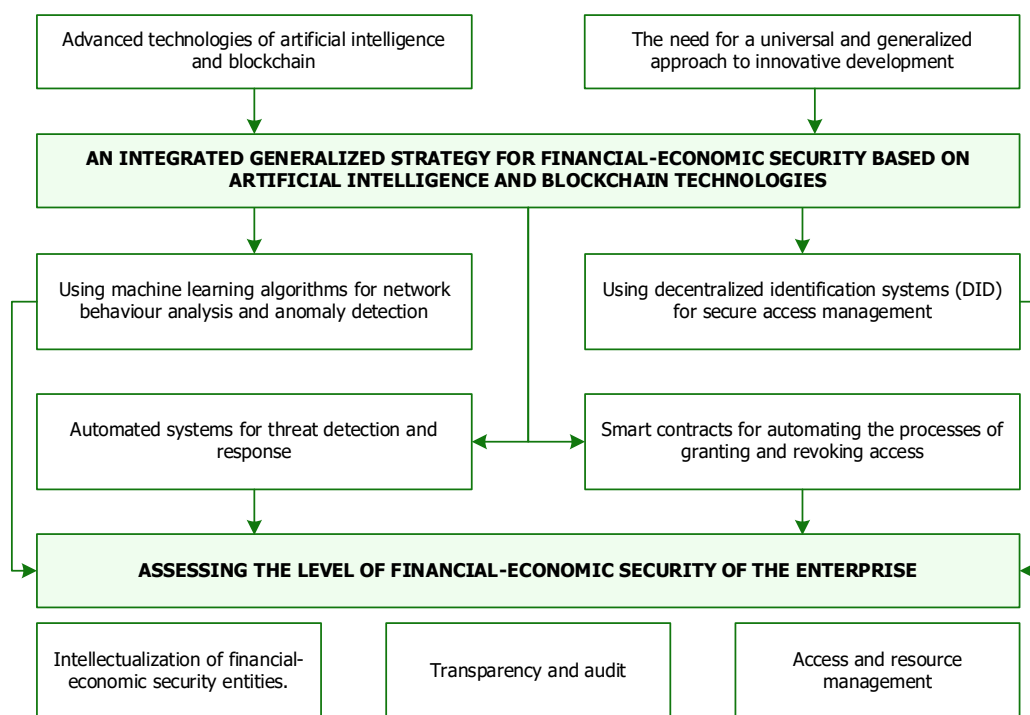 Advanced technologies of artificial intelligence
and blockchain
The need for a universal and generalized
approach to innovative development
AN INTEGRATED GENERALIZED STRATEGY FOR FINANCIAL-ECONOMIC SECURITY BASED ON
ARTIFICIAL INTELLIGENCE AND BLOCKCHAIN TECHNOLOGIES
Using machine learning algorithms for network
behaviour analysis and anomaly detection
Using decentralized identification systems (DID)
for secure access management
Automated systems for threat detection and
response
Smart contracts for automating the processes of
granting and revoking access
ASSESSING THE LEVEL OF FINANCIAL-ECONOMIC SECURITY OF THE ENTERPRISE
Intellectualization of financial-
economic security entities.
Transparency and audit
Access and resource
management